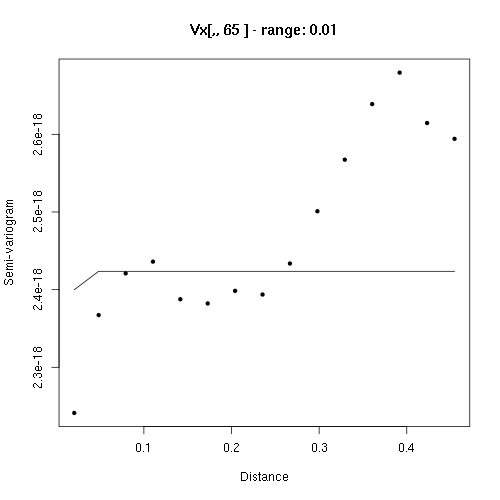 Vx[,, 65 ] - range: 0.01
Semi-variogram
2.6e-18
2.5e-18
2.4e-18
2.3e-18
0.1 0.2 0.3 0.4
Distance